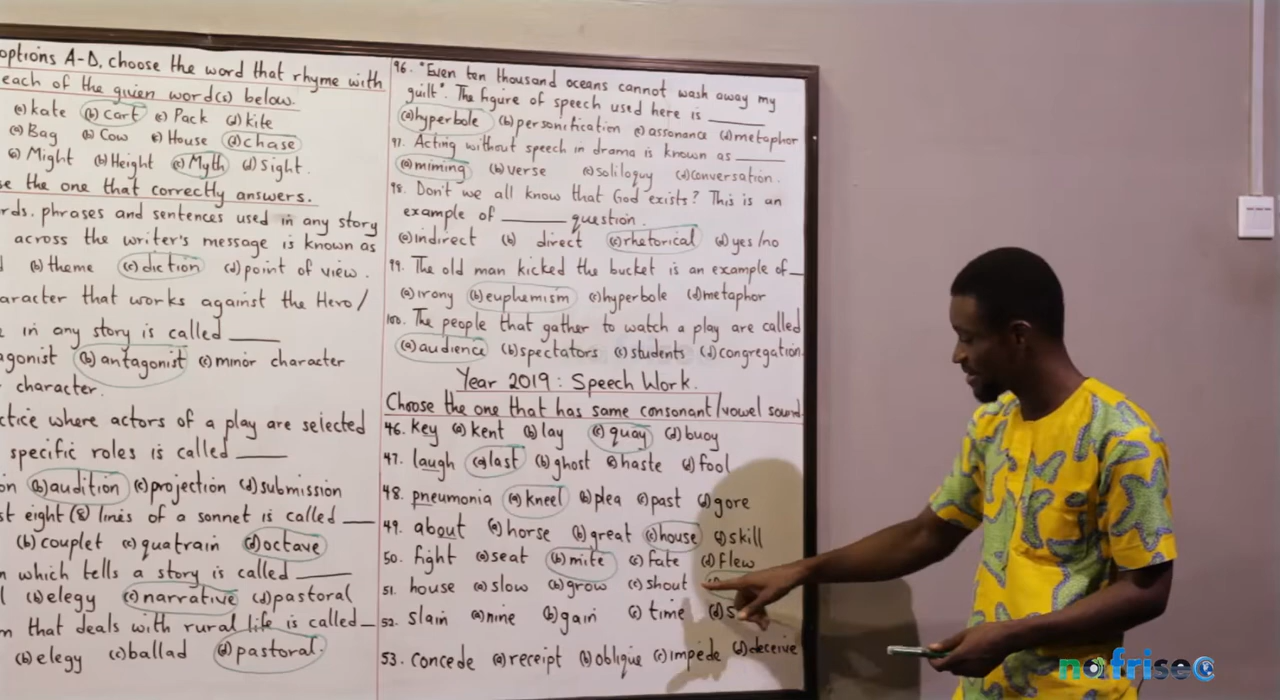 options A-D, choose the word that rhyme with
each of the given word(s) below.
(a) kate (b) cart (c) Pack (d) kite
(a) Bag (b) Cow (c) House (d) chase
(a) Might (b) Height (c) Myth (d) Sight.
the one that correctly answers.
phrases and sentences used in any story
across the writer's message is known as
(b) theme (c) diction (d) point of view.
that works against the Hero/
in any story is called ______
(b) antagonist (c) minor character
character.
where actors of a play are selected
specific roles is called ______
(b) audition (c) projection (d) submission
eight (8) lines of a sonnet is called ____
(b) couplet (c) quatrain (d) octave
which tells a story is called ______
(b) elegy (c) narrative (d) pastoral
that deals with rural life is called __
(b) elegy (c) ballad (d) pastoral.
96. "Even ten thousand oceans cannot wash away my
guilt". The figure of speech used here is ______
(a) hyperbole (b) personification (c) assonance (d) metaphor
97. Acting without speech in drama is known as ______
(a) miming (b) verse (c) soliloquy (d) conversation.
98. Don't we all know that God exists? This is an
example of ______ question.
(a) indirect (b) direct (c) rhetorical (d) yes/no
99. The old man kicked the bucket is an example of __
(a) irony (b) euphemism (c) hyperbole (d) metaphor
100. The people that gather to watch a play are called
(a) audience (b) spectators (c) students (d) congregation.
Year 2019: Speech Work.
Choose the one that has same consonant/vowel sound.
46. key (a) kent (b) lay (c) quay (d) buoy
47. laugh (a) last (b) ghost (c) haste (d) fool
48. pneumonia (a) kneel (b) plea (c) past (d) gore
49. about (a) horse (b) great (c) house (d) skill
50. fight (a) seat (b) mite (c) fate (d) flew
51. house (a) slow (b) grow (c) shout
52. slain (a) nine (b) gain (c) time (d)
53. concede (a) receipt (b) oblique (c) impede (d) deceive
nafrisec